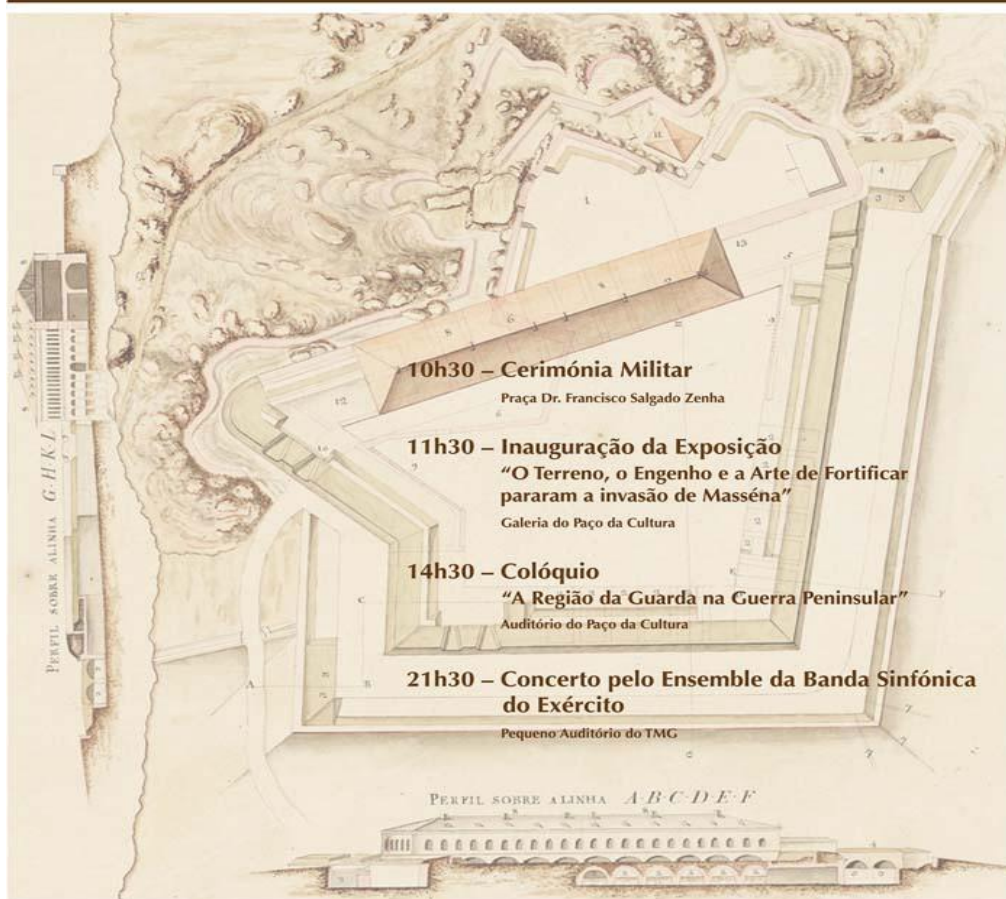 10h30 – Cerimónia Militar
Praça Dr. Francisco Salgado Zenha
11h30 – Inauguração da Exposição
“O Terreno, o Engenho e a Arte de Fortificar
pararam a invasão de Masséna”
Galeria do Paço da Cultura
14h30 – Colóquio
“A Região da Guarda na Guerra Peninsular”
Auditório do Paço da Cultura
21h30 – Concerto pelo Ensemble da Banda Sinfónica
do Exército
Pequeno Auditório do TMG
PERFIL SOBRE ALINHA G·H·K·L
PERFIL SOBRE ALINHA A·B·C·D·E·F